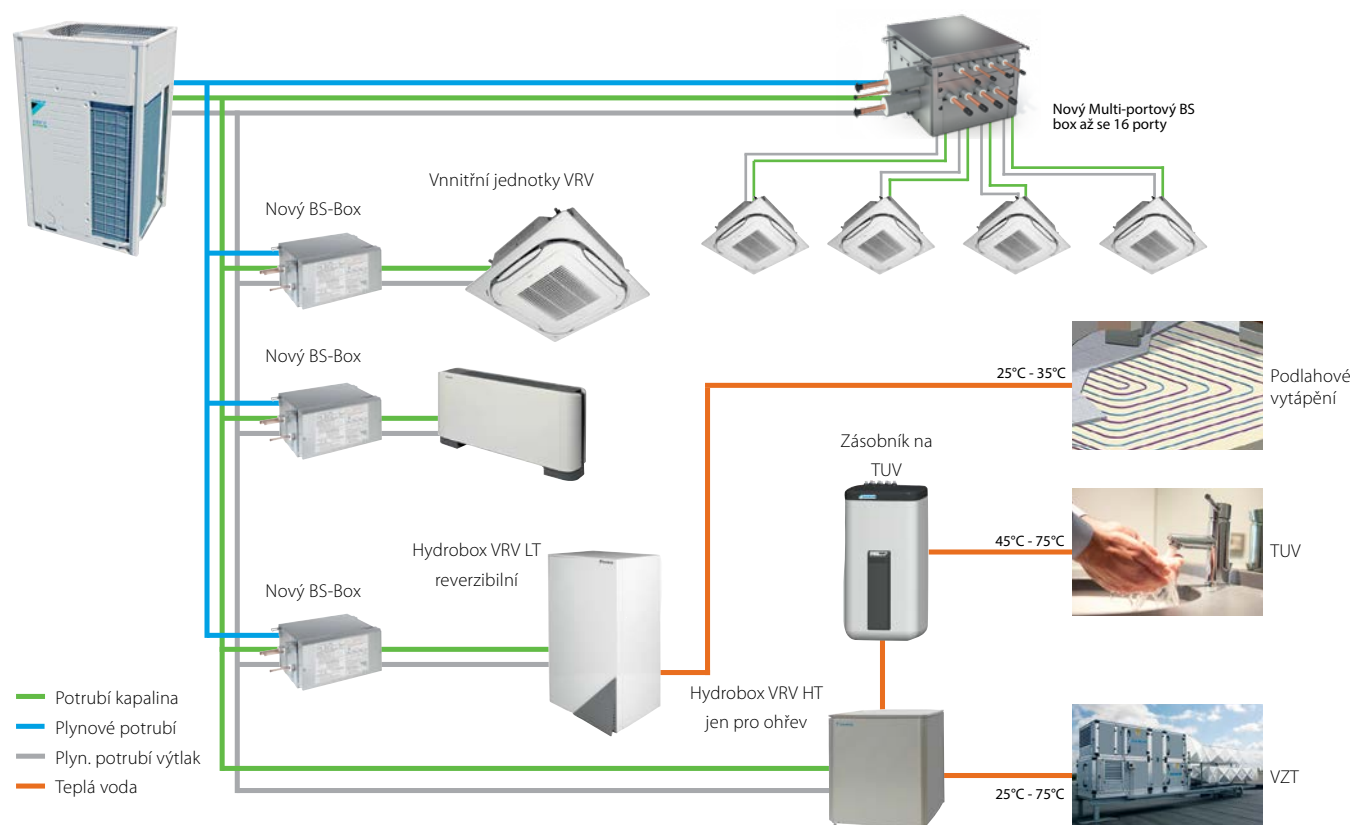 Nový Multi-portový BS
box až se 16 porty
Vnnitřní jednotky VRV
Nový BS-Box
Nový BS-Box
25°C - 35°C
Podlahové
vytápění
Zásobník na
TUV
45°C - 75°C
TUV
Hydrobox VRV LT
reverzibilní
Nový BS-Box
Hydrobox VRV HT
jen pro ohřev
Potrubí kapalina
Plynové potrubí
Plyn. potrubí výtlak
Teplá voda
25°C - 75°C
VZT